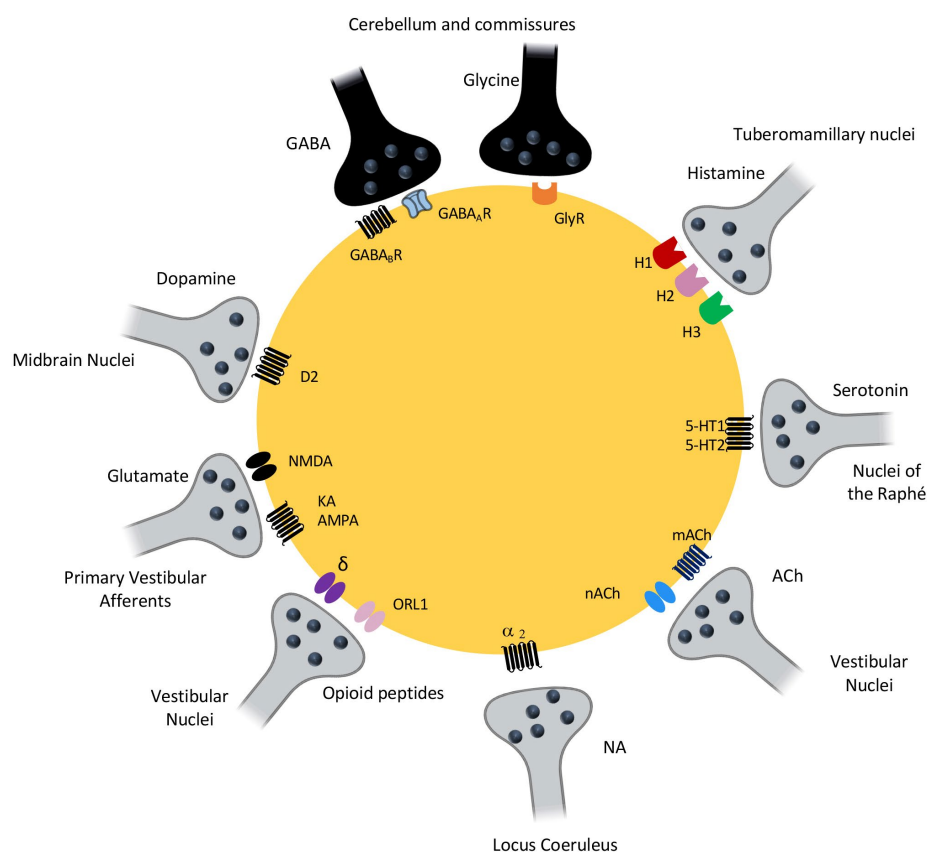 Cerebellum and commissures
Glycine
GABA
Tuberomamillary nuclei
Histamine
GABAAR
GlyR
GABABR
H1
H2
H3
Dopamine
Midbrain Nuclei
D2
Serotonin
5-HT1
5-HT2
Nuclei of
the Raphé
NMDA
Glutamate
KA
AMPA
Primary Vestibular
Afferents
mACh
ACh
nACh
δ
ORL1
α 2
Vestibular
Nuclei
Opioid peptides
Vestibular
Nuclei
NA
Locus Coeruleus